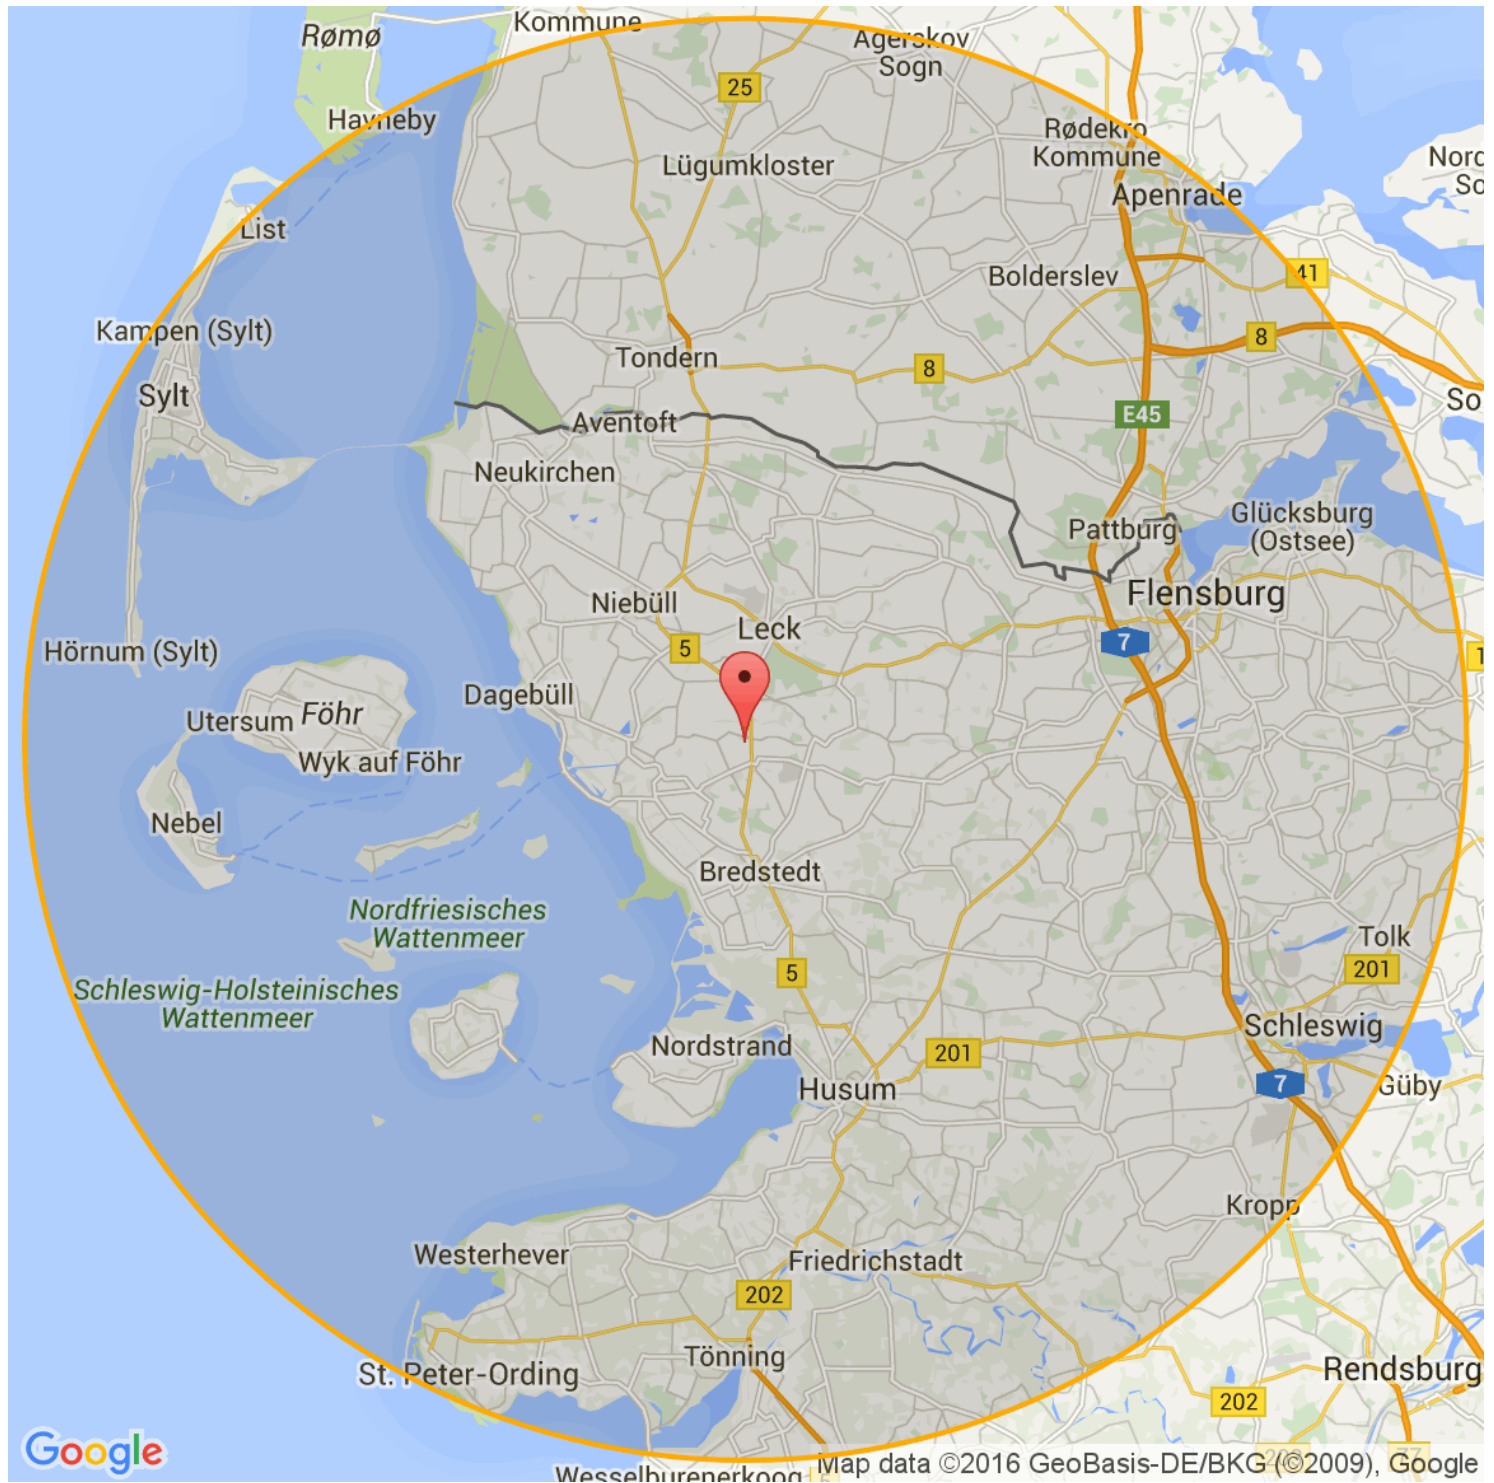 Kommune
Rømø
Agerskov
Sogn
25
Havneby
Rødekro
Kommune
Lügumkloster
Apenrade
List
Bolderslev
41
Kampen (Sylt)
8
Tondern
8
Sylt
So
E45
Aventoft
Neukirchen
Glücksburg
(Ostsee)
Pattburg
Flensburg
Niebüll
Leck
7
5
Hörnum (Sylt)
1
Dagebüll
Utersum
Föhr
Wyk auf Föhr
Nebel
Bredstedt
Nordfriesisches
Wattenmeer
Tolk
201
5
Schleswig-Holsteinisches
Wattenmeer
Schleswig
Nordstrand
201
Husum
7
Güby
Kropp
Westerhever
Friedrichstadt
202
Tönning
St. Peter-Ording
Rendsburg
202
Google
Wesselburenerkoog
Map data ©2016 GeoBasis-DE/BKG (©2009), Google